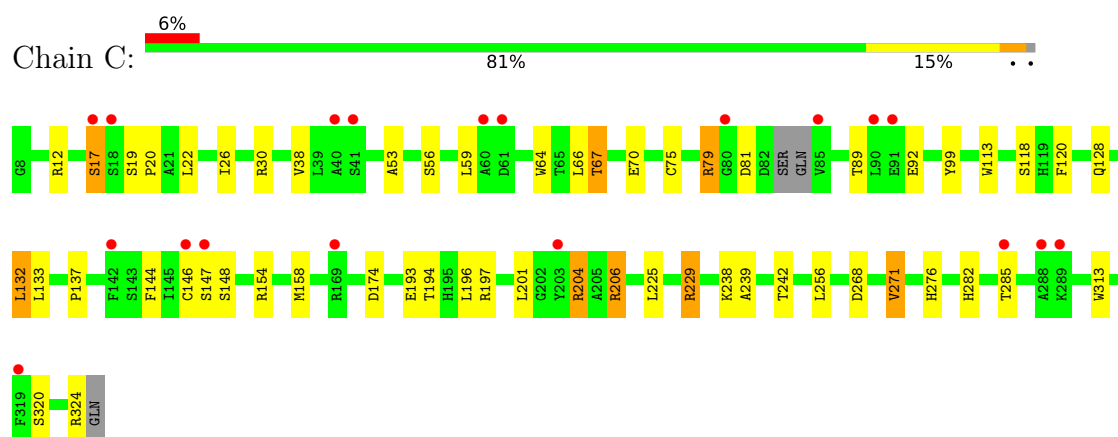 6%
Chain C:
81% 15% • •
G8 R12 S17 S18 S19 P20 A21 L22 I26 R30 V38 L39 A40 S41 A53 S56 L59 A60 D61 W64 T65 L66 T67 E70 C75 R79 G80 D81 D82 SER GLN V85 T89 L90 E91 E92 Y99 W113 S118 H119 F120 Q128
L132 L133 P137 F142 S143 F144 I145 C146 S147 S148 R154 M158 R169 D174 E193 T194 H195 L196 R197 L201 G202 Y203 R204 A205 R206 L225 R229 K238 A239 T242 L256 D268 V271 H276 H282 T285 A288 K289 W313
F319 S320 R324 GLN